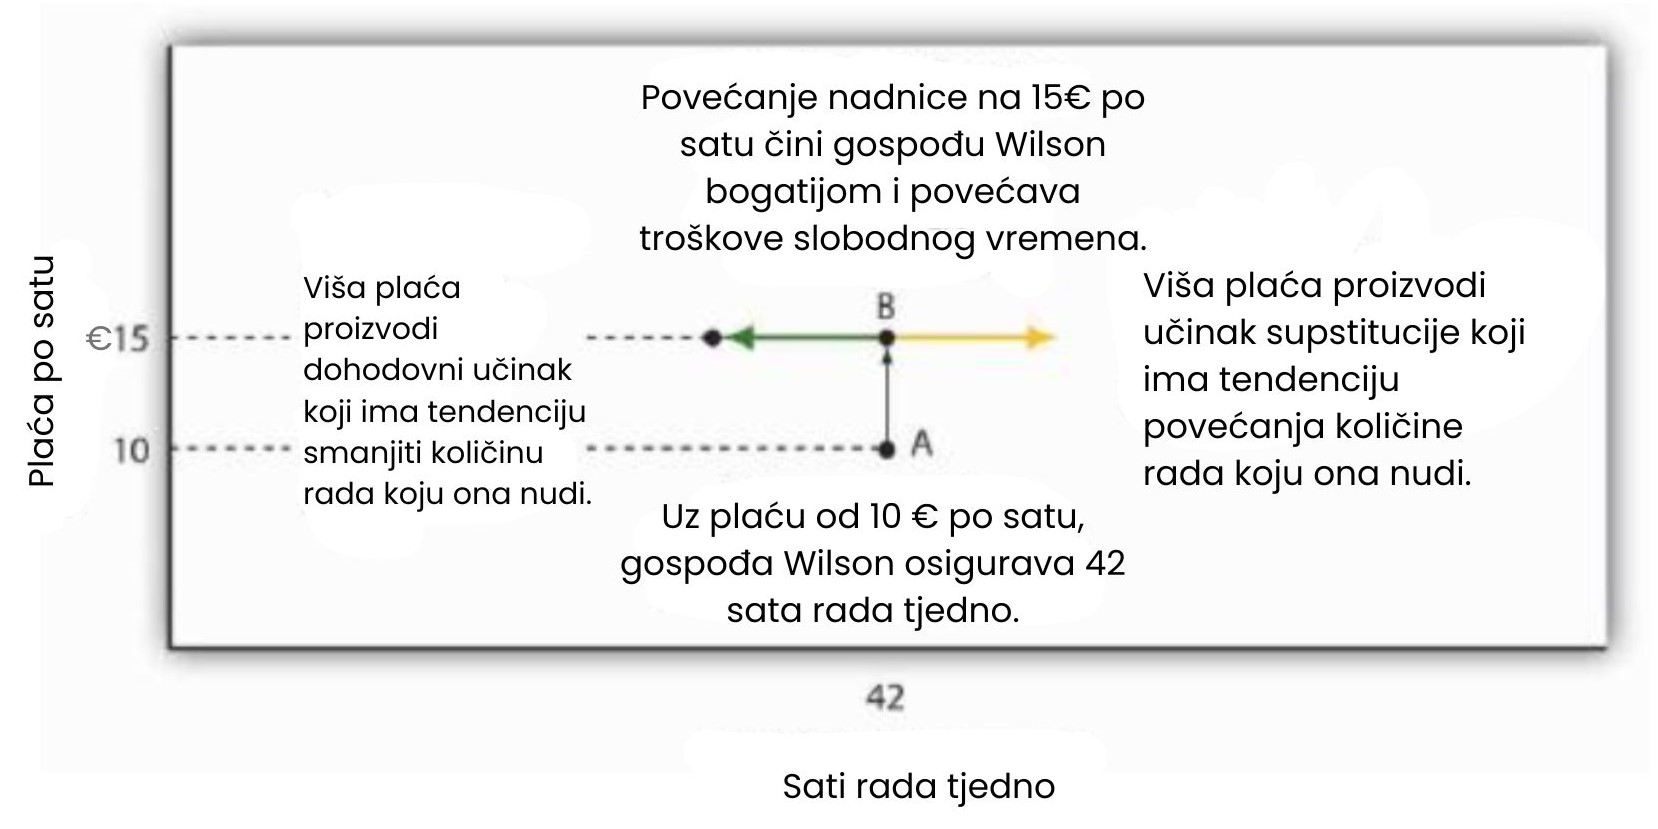 Povećanje nadnice na 15€ po
satu čini gospođu Wilson
bogatijom i povećava
troškove slobodnog vremena.
Plaća po satu
€15
10
Viša plaća
proizvodi
dohodovni učinak
koji ima tendenciju
smanjiti količinu
rada koju ona nudi.
B
A
Viša plaća proizvodi
učinak supstitucije koji
ima tendenciju
povećanja količine
rada koju ona nudi.
Uz plaću od 10 € po satu,
gospođa Wilson osigurava 42
sata rada tjedno.
42
Sati rada tjedno